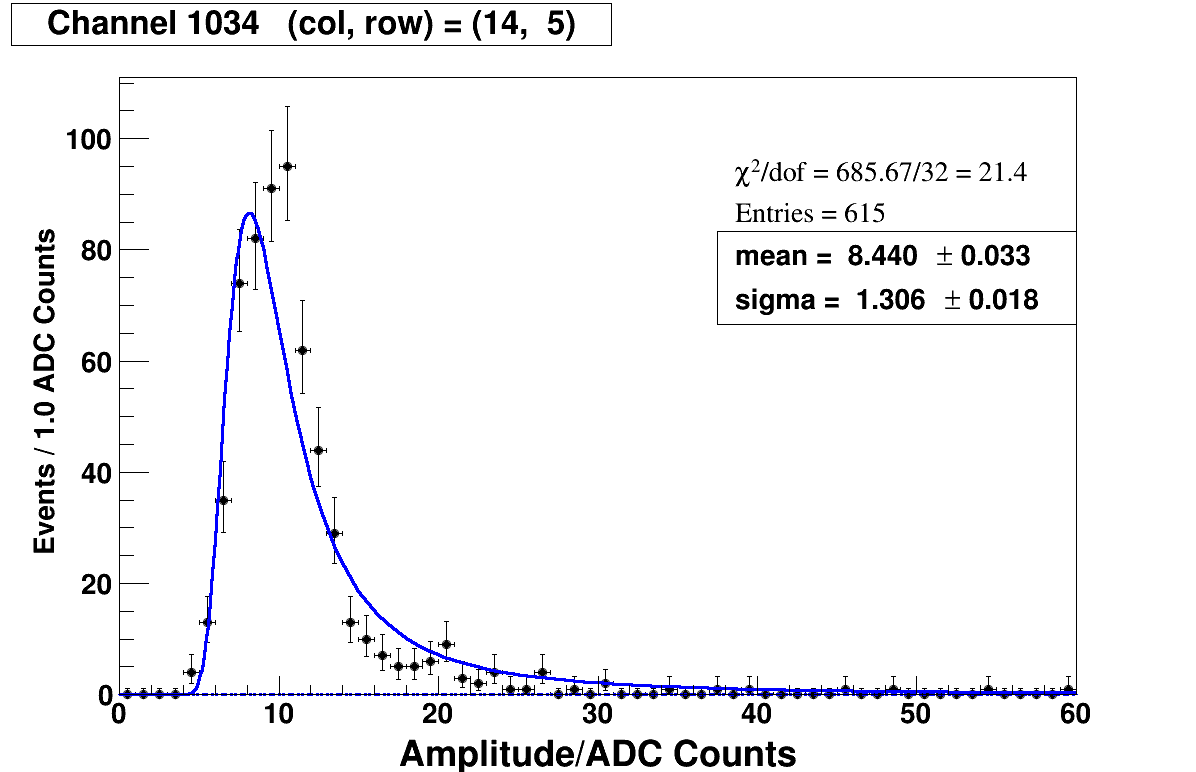 Channel 1034 (col, row) = (14, 5)
χ²/dof = 685.67/32 = 21.4
Entries = 615
mean = 8.440 ± 0.033
sigma = 1.306 ± 0.018
Events / 1.0 ADC Counts
100
80
60
40
20
0
0 10 20 30 40 50 60
Amplitude/ADC Counts